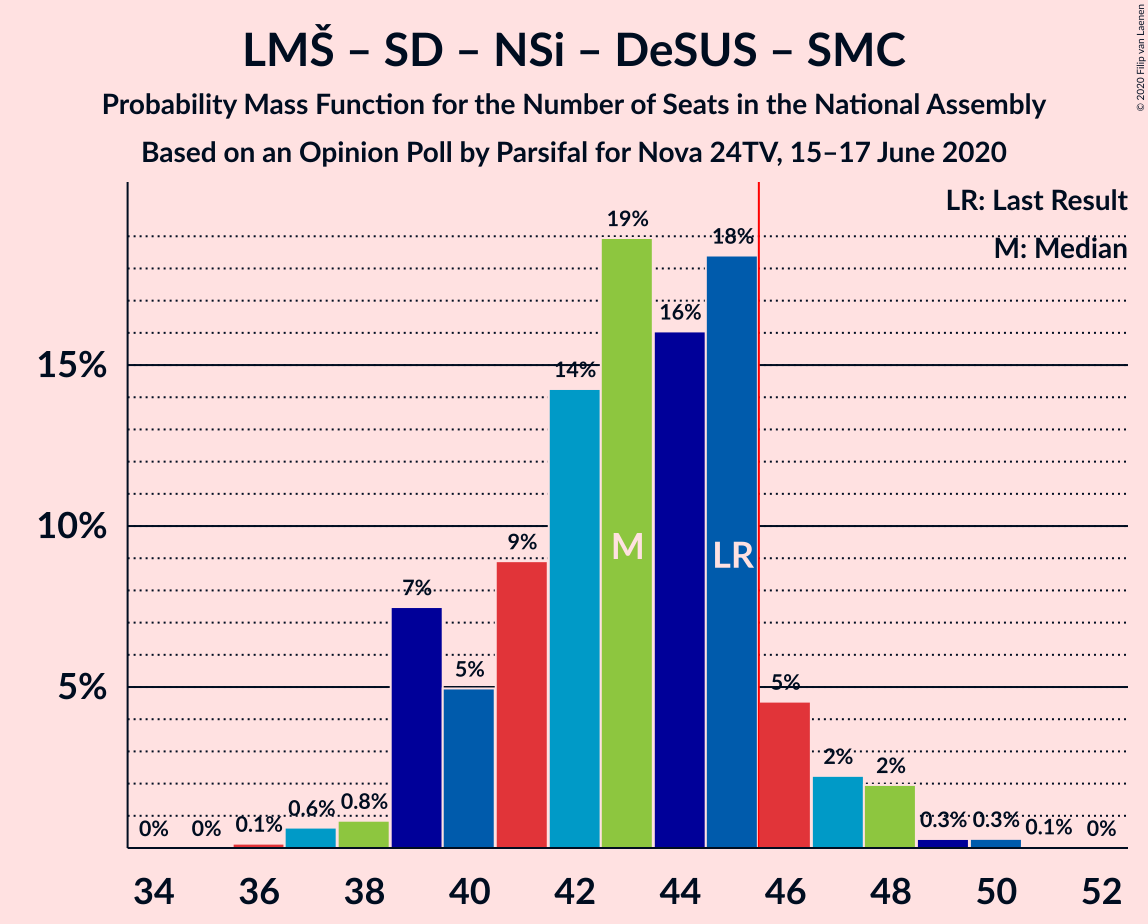 LMŠ – SD – NSi – DeSUS – SMC
Probability Mass Function for the Number of Seats in the National Assembly
Based on an Opinion Poll by Parsifal for Nova 24TV, 15–17 June 2020
© 2020 Filip van Laenen
LR: Last Result
M: Median
15%
10%
5%
0%
0%
0.1%
0.6%
0.8%
7%
5%
9%
14%
19%
16%
18%
5%
2%
2%
0.3%
0.3%
0.1%
0%
M
LR
34 36 38 40 42 44 46 48 50 52